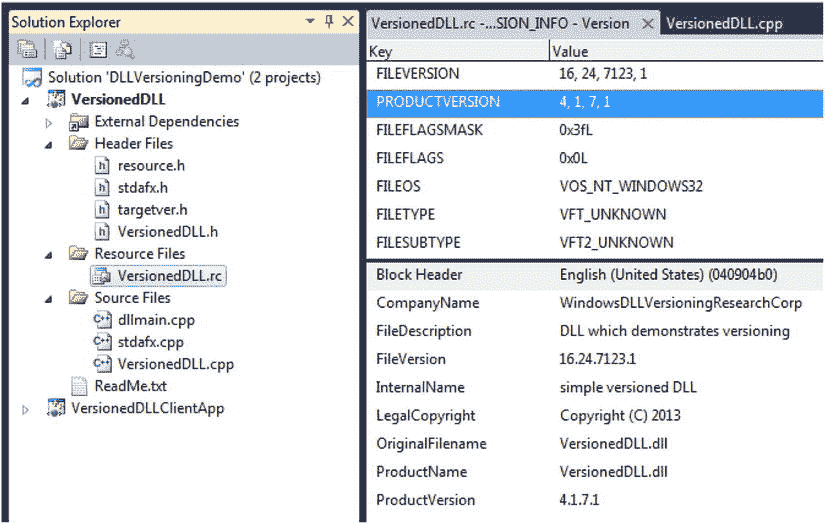 Solution Explorer
Solution 'DLLVersioningDemo' (2 projects)
VersionedDLL
External Dependencies
Header Files
resource.h
stdafx.h
targetver.h
VersionedDLL.h
Resource Files
VersionedDLL.rc
Source Files
dllmain.cpp
stdafx.cpp
VersionedDLL.cpp
ReadMe.txt
VersionedDLLClientApp
VersionedDLL.rc -...SION_INFO - Version VersionedDLL.cpp
Key Value
FILEVERSION 16, 24, 7123, 1
PRODUCTVERSION 4, 1, 7, 1
FILEFLAGSMASK 0x3fL
FILEFLAGS 0x0L
FILEOS VOS_NT_WINDOWS32
FILETYPE VFT_UNKNOWN
FILESUBTYPE VFT2_UNKNOWN
Block Header English (United States) (040904b0)
CompanyName WindowsDLLVersioningResearchCorp
FileDescription DLL which demonstrates versioning
FileVersion 16.24.7123.1
InternalName simple versioned DLL
LegalCopyright Copyright (C) 2013
OriginalFilename VersionedDLL.dll
ProductName VersionedDLL.dll
ProductVersion 4.1.7.1